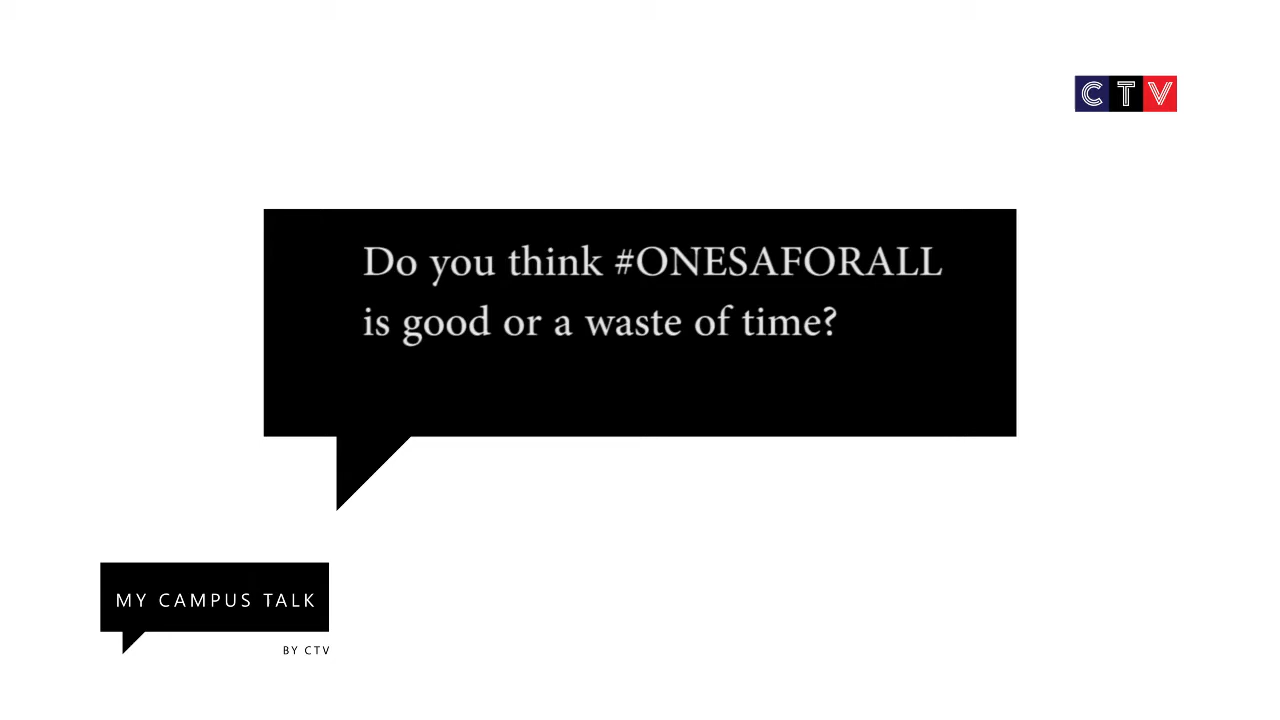 CTV
Do you think #ONESAFORALL
is good or a waste of time?
MY CAMPUS TALK
BY CTV